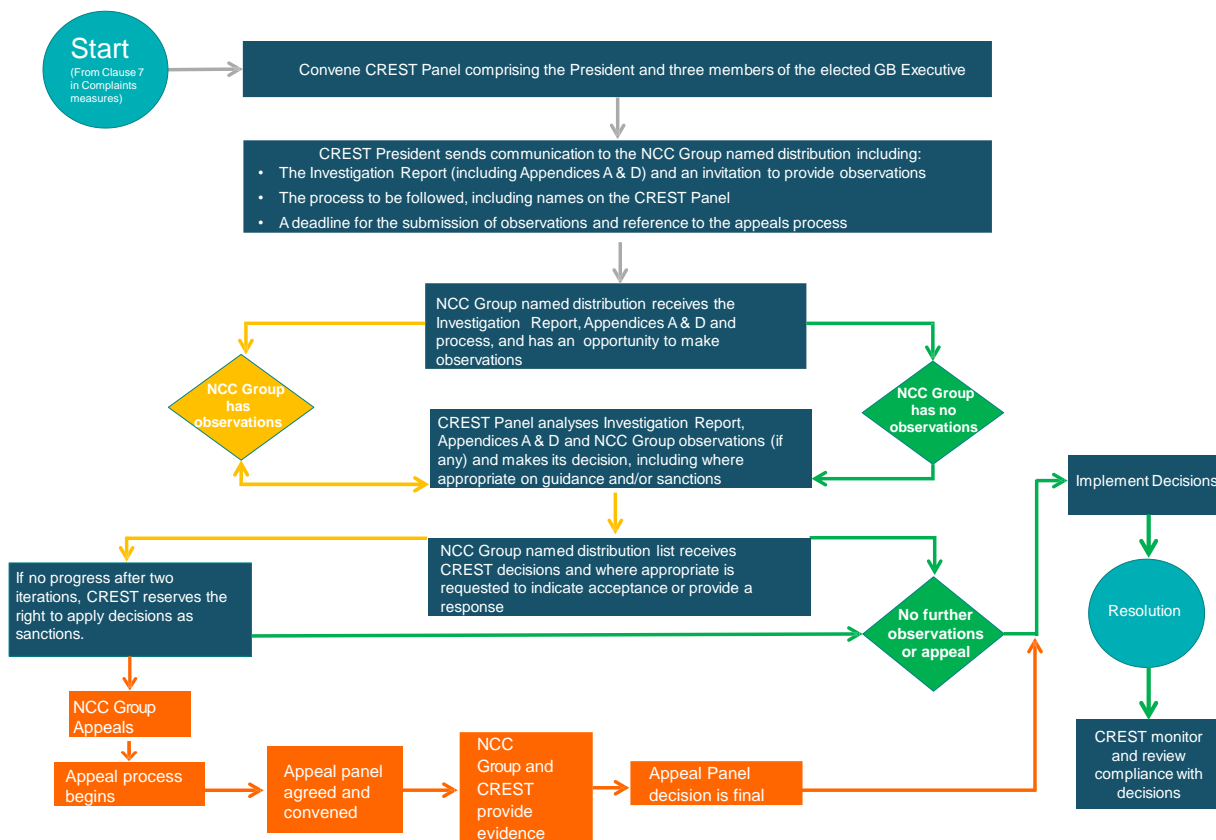 Start
(From Clause 7
in Complaints
measures)
Convene CREST Panel comprising the President and three members of the elected GB Executive
CREST President sends communication to the NCC Group named distribution including:
• The Investigation Report (including Appendices A & D) and an invitation to provide observations
• The process to be followed, including names on the CREST Panel
• A deadline for the submission of observations and reference to the appeals process
NCC Group named distribution receives the
Investigation Report, Appendices A & D and
process, and has an opportunity to make
observations
NCC Group
has
observations
NCC Group
has no
observations
CREST Panel analyses Investigation Report,
Appendices A & D and NCC Group observations (if
any) and makes its decision, including where
appropriate on guidance and/or sanctions
NCC Group named distribution list receives
CREST decisions and where appropriate is
requested to indicate acceptance or provide a
response
If no progress after two
iterations, CREST reserves the
right to apply decisions as
sanctions.
No further
observations
or appeal
Implement Decisions
Resolution
CREST monitor
and review
compliance with
decisions
NCC Group
Appeals
Appeal process
begins
Appeal panel
agreed and
convened
NCC
Group and
CREST
provide
evidence
Appeal Panel
decision is final